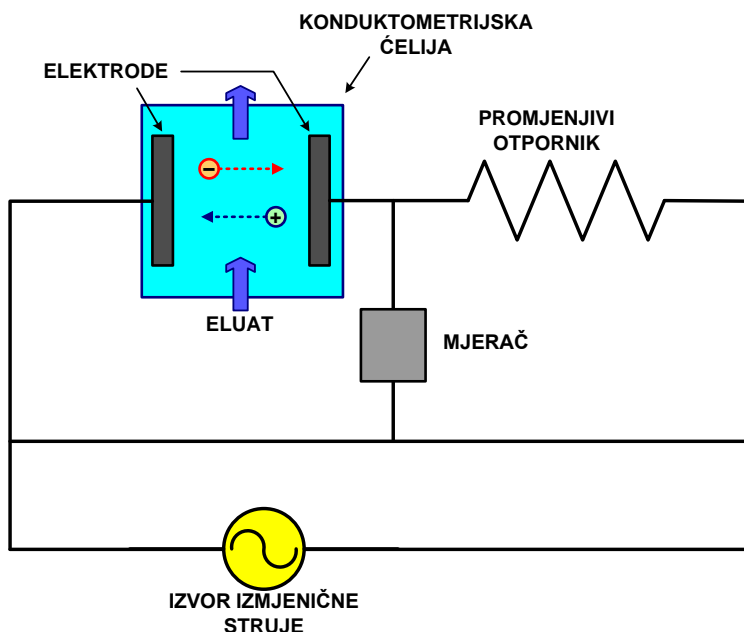 KONDUKTOMETRIJSKA
ĆELIJA
ELEKTRODE
PROMJENJIVI
OTPORNIK
−
+
ELUAT
MJERAČ
IZVOR IZMJENIČNE
STRUJE